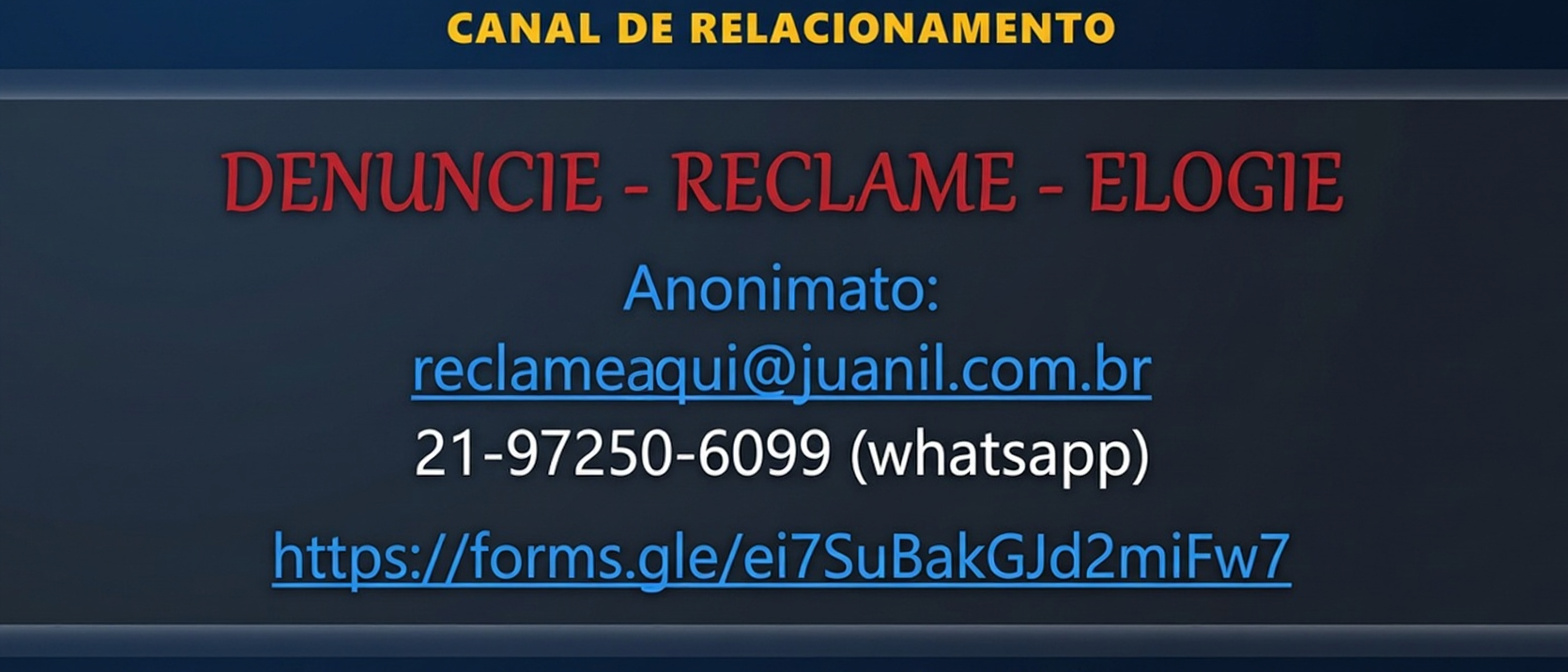 CANAL DE RELACIONAMENTO
DENUNCIE - RECLAME - ELOGIE
Anonimato:
reclameaqui@juanil.com.br
21-97250-6099 (whatsapp)
https://forms.gle/ei7SuBakGJd2miFw7